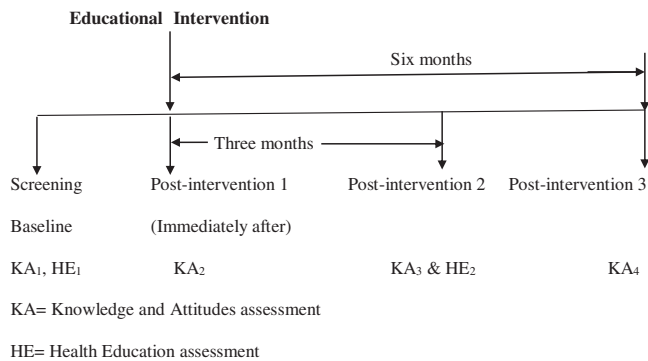 Educational Intervention
Six months
Three months
Screening Post-intervention 1 Post-intervention 2 Post-intervention 3
Baseline (Immediately after)
KA₁, HE₁ KA₂ KA₃ & HE₂ KA₄
KA= Knowledge and Attitudes assessment
HE= Health Education assessment